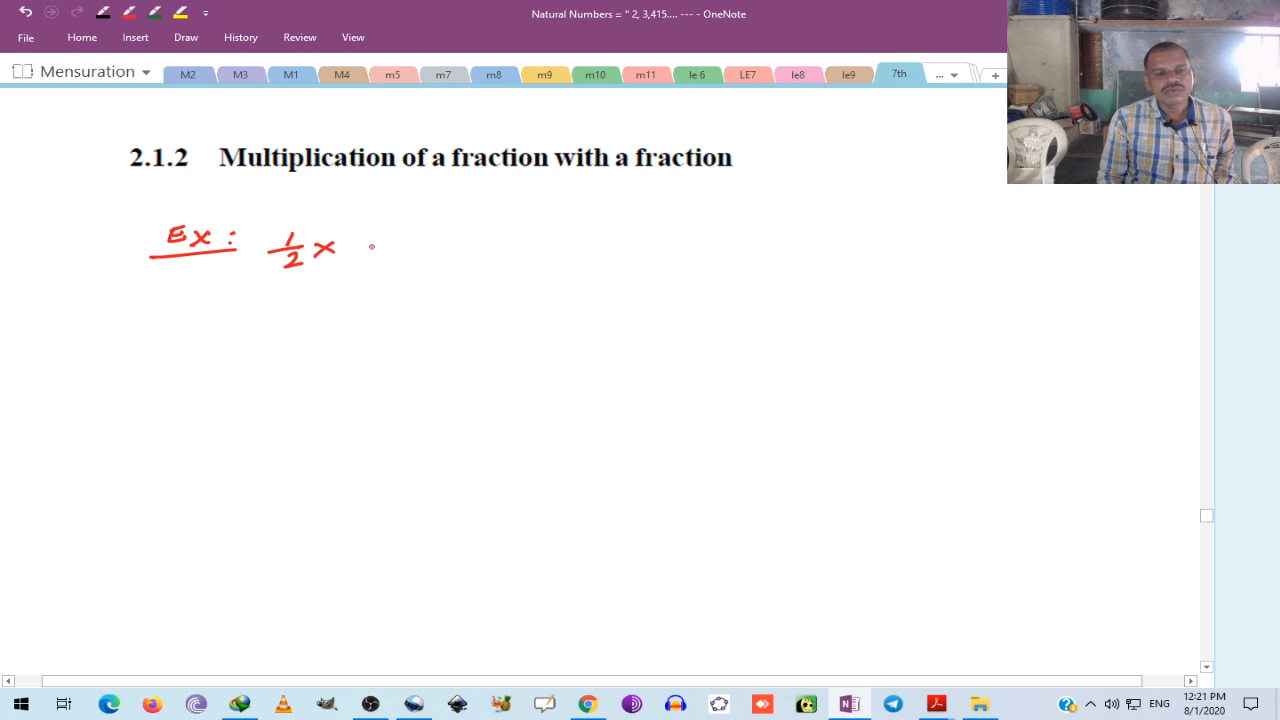 Natural Numbers = " 2, 3,415.... --- - OneNote
File Home Insert Draw History Review View
Mensuration M2 M3 M1 M4 m5 m7 m8 m9 m10 m11 le 6 LE7 le8 le9 7th ... +
2.1.2 Multiplication of a fraction with a fraction
Ex : 1/2 ×
ENG
12:21 PM
8/1/2020